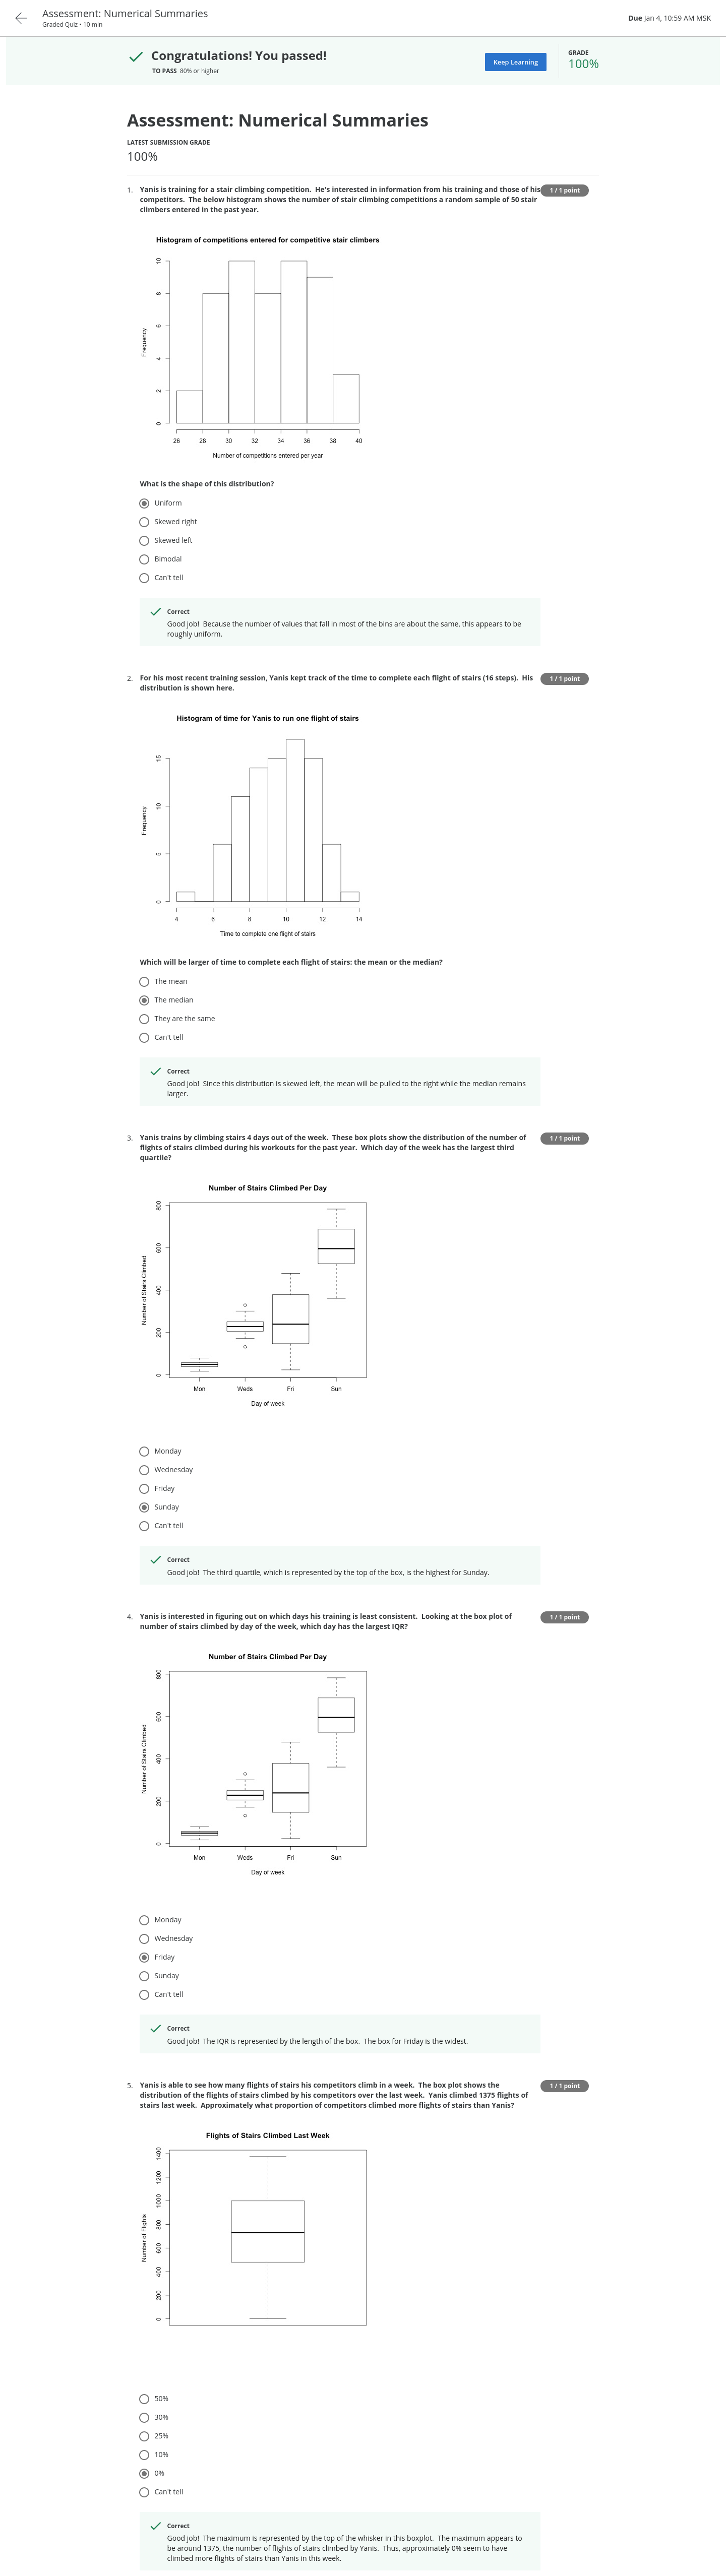 Assessment: Numerical Summaries
Graded Quiz • 10 min
Due Jan 4, 10:59 AM MSK
Congratulations! You passed!
TO PASS 80% or higher
Keep Learning
GRADE
100%
Assessment: Numerical Summaries
LATEST SUBMISSION GRADE
100%
1. Yanis is training for a stair climbing competition. He's interested in information from his training and those of his
competitors. The below histogram shows the number of stair climbing competitions a random sample of 50 stair
climbers entered in the past year.
1 / 1 point
Histogram of competitions entered for competitive stair climbers
Frequency
10
8
6
4
2
0
26 28 30 32 34 36 38 40
Number of competitions entered per year
What is the shape of this distribution?
Uniform
Skewed right
Skewed left
Bimodal
Can't tell
Correct
Good job! Because the number of values that fall in most of the bins are about the same, this appears to be
roughly uniform.
2. For his most recent training session, Yanis kept track of the time to complete each flight of stairs (16 steps). His
distribution is shown here.
1 / 1 point
Histogram of time for Yanis to run one flight of stairs
Frequency
15
10
5
0
4 6 8 10 12 14
Time to complete one flight of stairs
Which will be larger of time to complete each flight of stairs: the mean or the median?
The mean
The median
They are the same
Can't tell
Correct
Good job! Since this distribution is skewed left, the mean will be pulled to the right while the median remains
larger.
3. Yanis trains by climbing stairs 4 days out of the week. These box plots show the distribution of the number of
flights of stairs climbed during his workouts for the past year. Which day of the week has the largest third
quartile?
1 / 1 point
Number of Stairs Climbed Per Day
Number of Stairs Climbed
800
600
400
200
0
Mon Weds Fri Sun
Day of week
Monday
Wednesday
Friday
Sunday
Can't tell
Correct
Good job! The third quartile, which is represented by the top of the box, is the highest for Sunday.
4. Yanis is interested in figuring out on which days his training is least consistent. Looking at the box plot of
number of stairs climbed by day of the week, which day has the largest IQR?
1 / 1 point
Number of Stairs Climbed Per Day
Number of Stairs Climbed
800
600
400
200
0
Mon Weds Fri Sun
Day of week
Monday
Wednesday
Friday
Sunday
Can't tell
Correct
Good job! The IQR is represented by the length of the box. The box for Friday is the widest.
5. Yanis is able to see how many flights of stairs his competitors climb in a week. The box plot shows the
distribution of the flights of stairs climbed by his competitors over the last week. Yanis climbed 1375 flights of
stairs last week. Approximately what proportion of competitors climbed more flights of stairs than Yanis?
1 / 1 point
Flights of Stairs Climbed Last Week
Number of Flights
1400
1200
1000
800
600
400
200
0
50%
30%
25%
10%
0%
Can't tell
Correct
Good job! The maximum is represented by the top of the whisker in this boxplot. The maximum appears to
be around 1375, the number of flights of stairs climbed by Yanis. Thus, approximately 0% seem to have
climbed more flights of stairs than Yanis in this week.